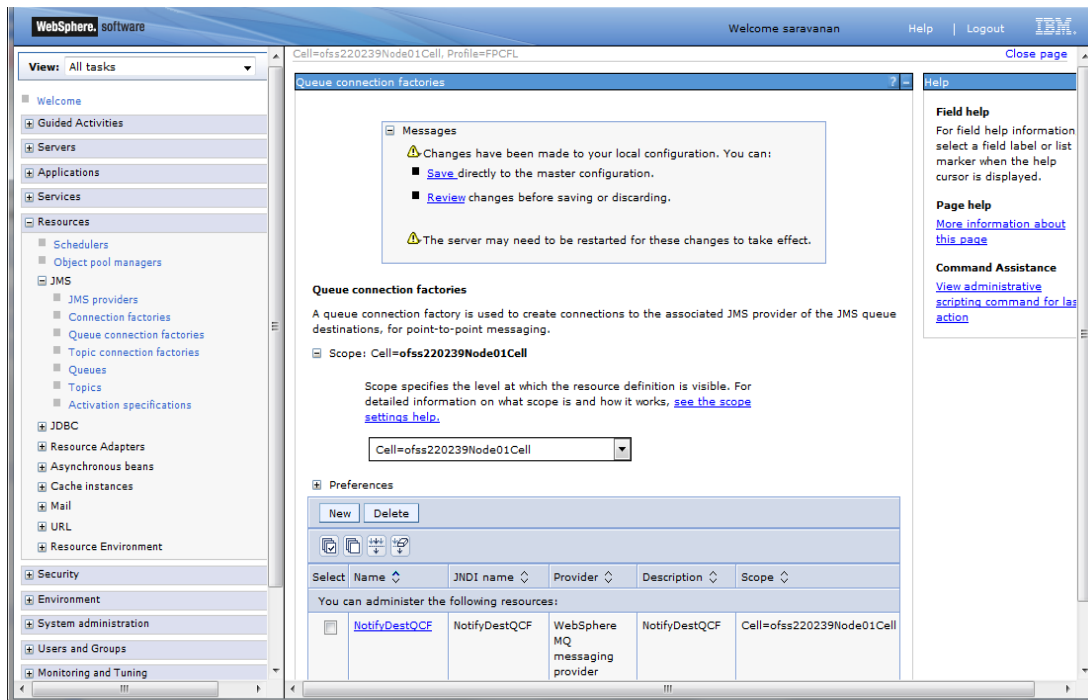 WebSphere. software
Welcome saravanan
Help | Logout
IBM.
View: All tasks
Welcome
Guided Activities
Servers
Applications
Services
Resources
Schedulers
Object pool managers
JMS
JMS providers
Connection factories
Queue connection factories
Topic connection factories
Queues
Topics
Activation specifications
JDBC
Resource Adapters
Asynchronous beans
Cache instances
Mail
URL
Resource Environment
Security
Environment
System administration
Users and Groups
Monitoring and Tuning
Cell=ofss220239Node01Cell, Profile=FPCFL
Close page
Queue connection factories
? -
Messages
Changes have been made to your local configuration. You can:
Save directly to the master configuration.
Review changes before saving or discarding.
The server may need to be restarted for these changes to take effect.
Queue connection factories
A queue connection factory is used to create connections to the associated JMS provider of the JMS queue
destinations, for point-to-point messaging.
Scope: Cell=ofss220239Node01Cell
Scope specifies the level at which the resource definition is visible. For
detailed information on what scope is and how it works, see the scope
settings help.
Cell=ofss220239Node01Cell
Preferences
New Delete
Select Name JNDI name Provider Description Scope
You can administer the following resources:
NotifyDestQCF NotifyDestQCF WebSphere NotifyDestQCF Cell=ofss220239Node01Cell
MQ
messaging
provider
Help
Field help
For field help information,
select a field label or list
marker when the help
cursor is displayed.
Page help
More information about
this page
Command Assistance
View administrative
scripting command for las
action